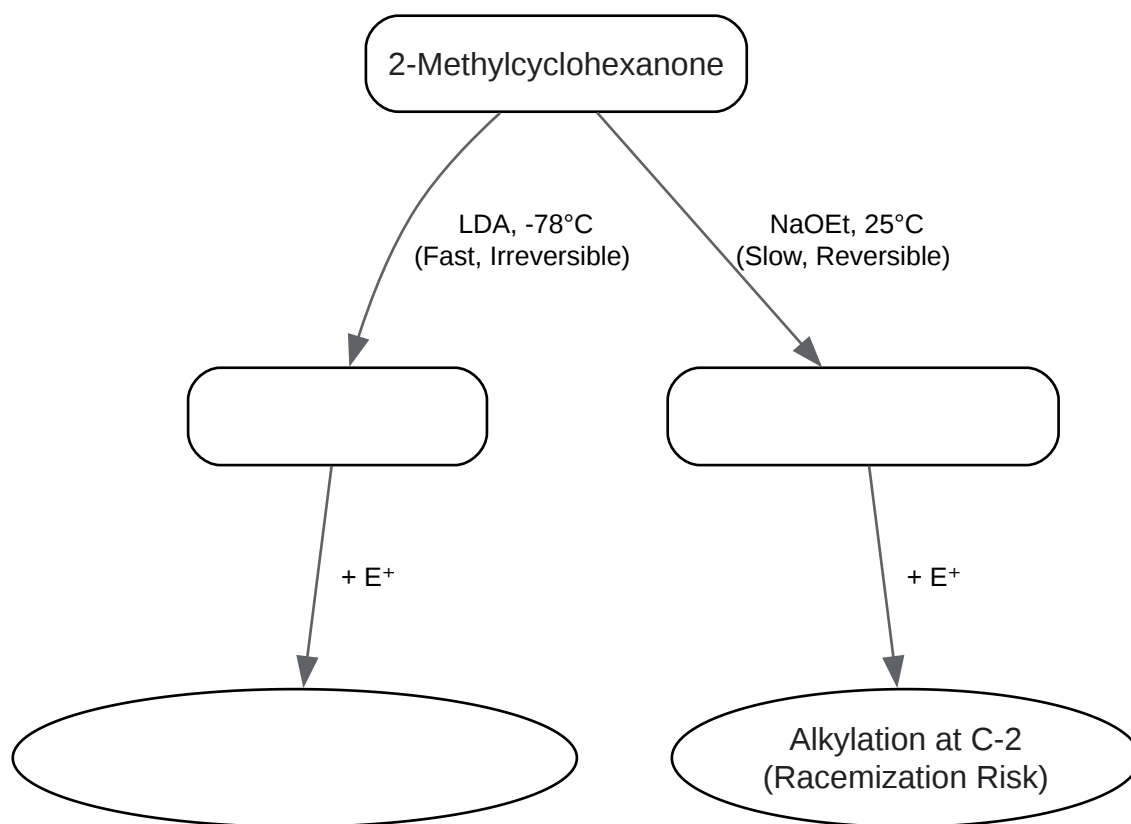 2-Methylcyclohexanone
LDA, -78°C
(Fast, Irreversible)
NaOEt, 25°C
(Slow, Reversible)
+ E⁺
+ E⁺
Alkylation at C-2
(Racemization Risk)